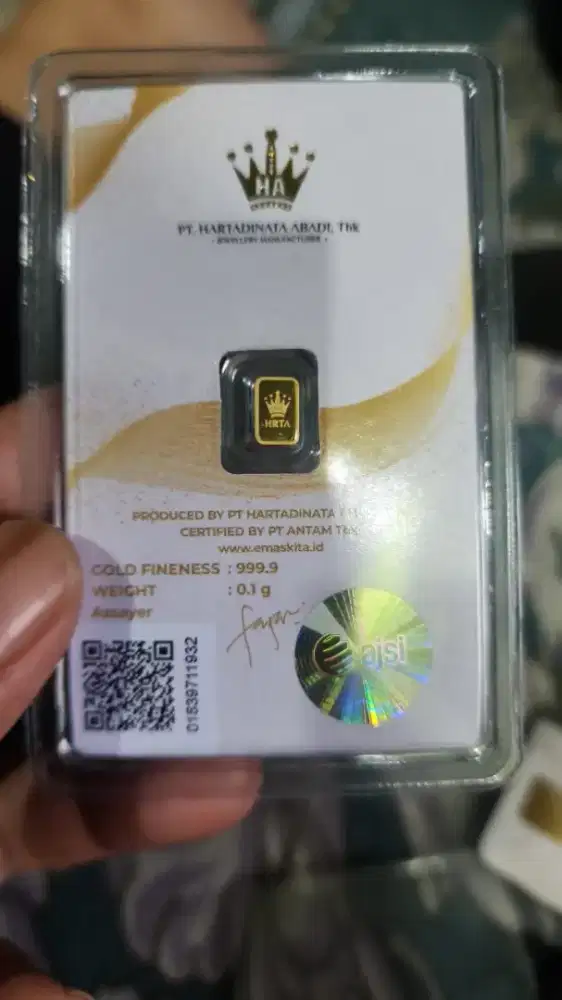 HA
PT. HARTADINATA ABADI, Tbk
- JEWELLERY MANUFACTURER -
HRTA
PRODUCED BY PT HARTADINATA
CERTIFIED BY PT ANTAM Tbk
www.emaskita.id
GOLD FINENESS : 999.9
WEIGHT : 0.1 g
Assayer
01539711932
ajsi